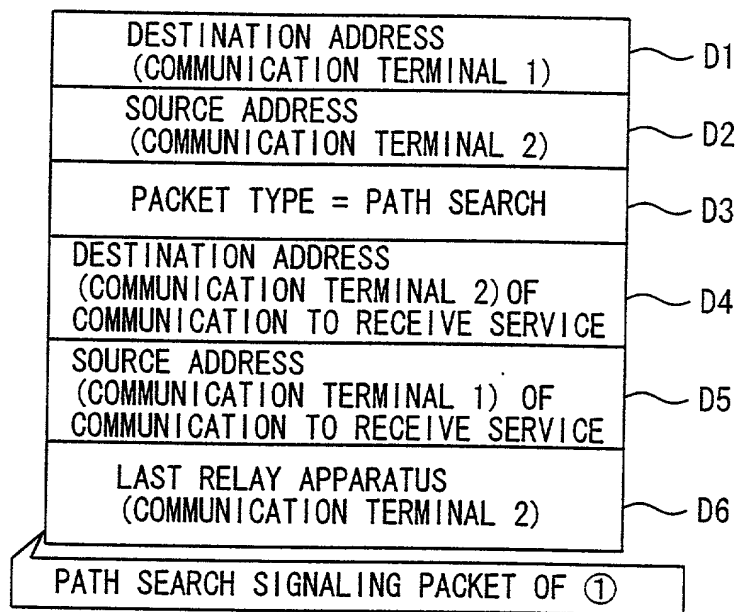 DESTINATION ADDRESS
(COMMUNICATION TERMINAL 1)
D1
SOURCE ADDRESS
(COMMUNICATION TERMINAL 2)
D2
PACKET TYPE = PATH SEARCH
D3
DESTINATION ADDRESS
(COMMUNICATION TERMINAL 2) OF
COMMUNICATION TO RECEIVE SERVICE
D4
SOURCE ADDRESS
(COMMUNICATION TERMINAL 1) OF
COMMUNICATION TO RECEIVE SERVICE
D5
LAST RELAY APPARATUS
(COMMUNICATION TERMINAL 2)
D6
PATH SEARCH SIGNALING PACKET OF ①